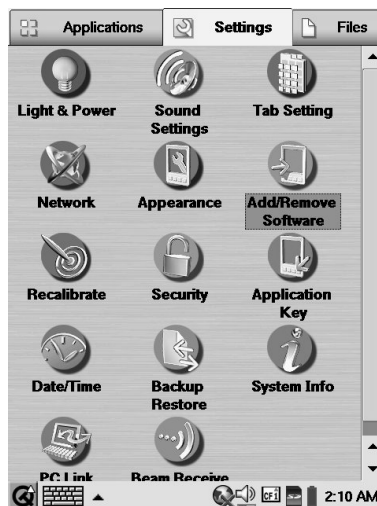 Applications
Settings
Files
Light & Power
Sound
Settings
Tab Setting
Network
Appearance
Add/Remove
Software
Recalibrate
Security
Application
Key
Date/Time
Backup
Restore
System Info
PC Link
Beam Receive
CFi
2:10 AM